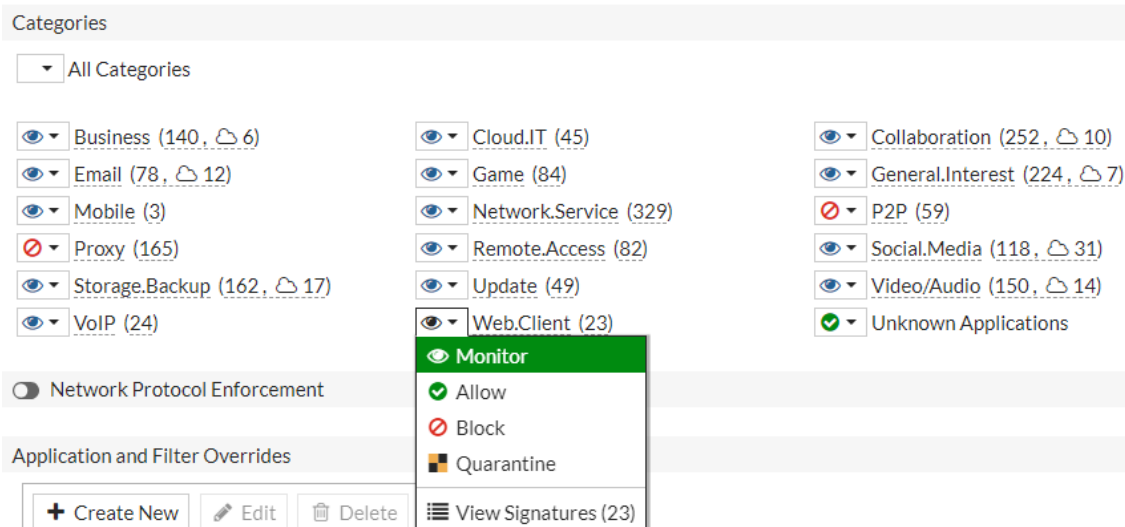 Categories
All Categories
Business (140, 6) Cloud.IT (45) Collaboration (252, 10)
Email (78, 12) Game (84) General.Interest (224, 7)
Mobile (3) Network.Service (329) P2P (59)
Proxy (165) Remote.Access (82) Social.Media (118, 31)
Storage.Backup (162, 17) Update (49) Video/Audio (150, 14)
VoIP (24) Web.Client (23) Unknown Applications
Monitor
Network Protocol Enforcement
Allow
Block
Application and Filter Overrides
Quarantine
Create New Edit Delete
View Signatures (23)